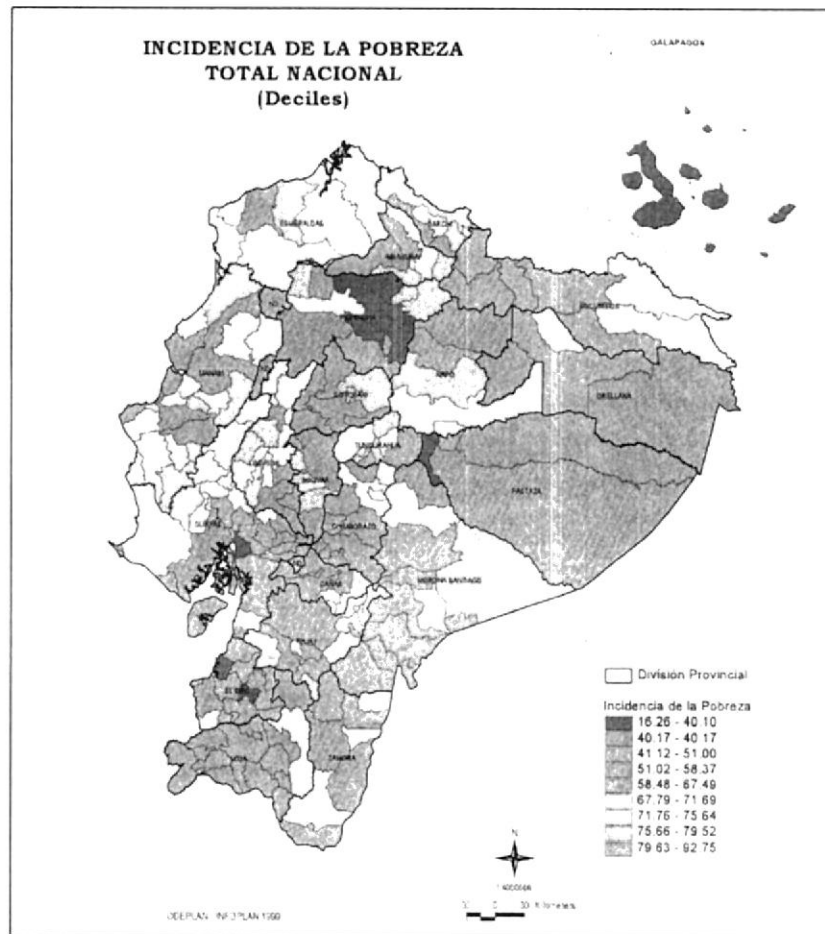 INCIDENCIA DE LA POBREZA
TOTAL NACIONAL
(Deciles)
GALAPAGOS
ESMERALDAS
CARCHI
IMBABURA
SUCUMBIOS
MANABI
NAPO
ORELLANA
COTOPAXI
TUNGURAHUA
PASTAZA
GUAYAS
CHIMBORAZO
MORONA SANTIAGO
CAÑAR
AZUAY
EL ORO
LOJA
ZAMORA
División Provincial
Incidencia de la Pobreza
16.26 - 40.10
40.17 - 40.17
41.12 - 51.00
51.02 - 58.37
58.48 - 67.49
67.79 - 71.69
71.76 - 75.64
75.66 - 79.52
79.63 - 92.75
N
ODEPLAN INFOPLAN 1999